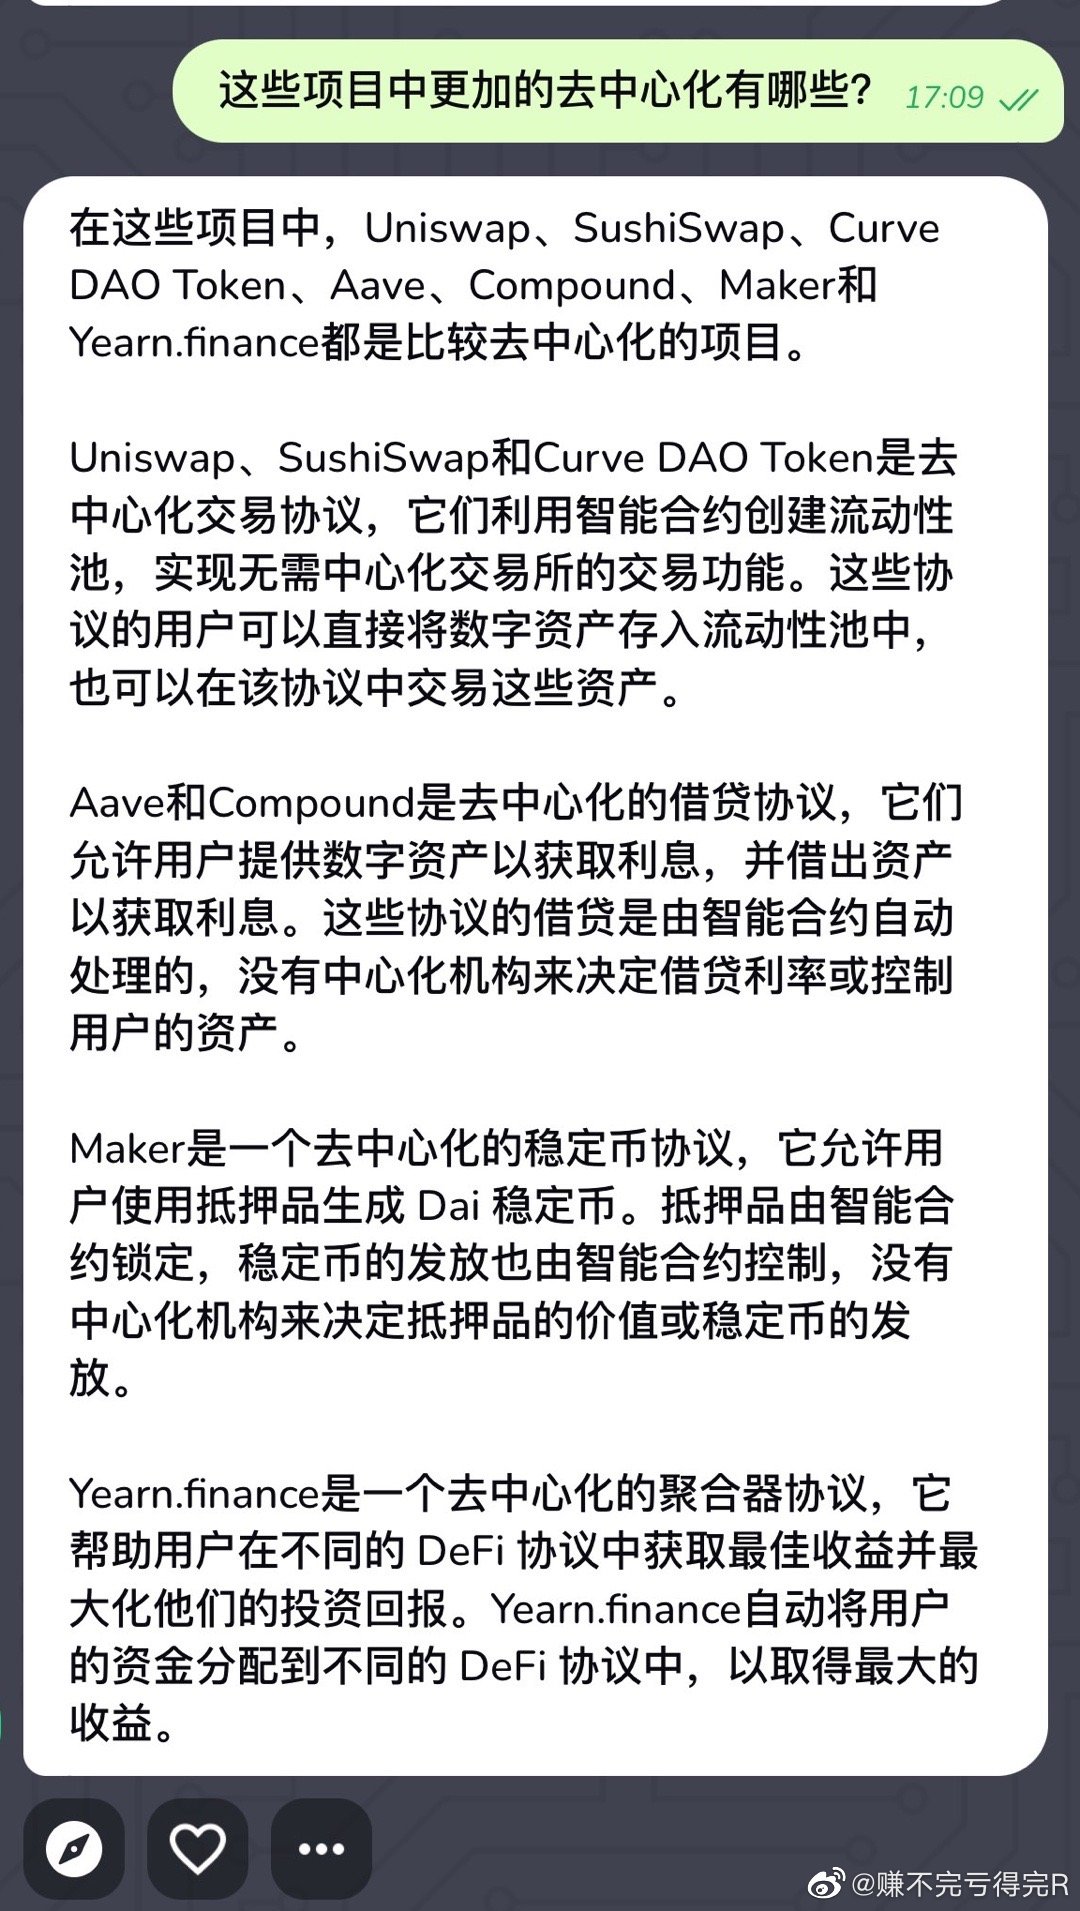 这些项目中更加的去中心化有哪些? 17:09
在这些项目中，Uniswap、SushiSwap、Curve
DAO Token、Aave、Compound、Maker和
Yearn.finance都是比较去中心化的项目。
Uniswap、SushiSwap和Curve DAO Token是去
中心化交易协议，它们利用智能合约创建流动性
池，实现无需中心化交易所的交易功能。这些协
议的用户可以直接将数字资产存入流动性池中，
也可以在该协议中交易这些资产。
Aave和Compound是去中心化的借贷协议，它们
允许用户提供数字资产以获取利息，并借出资产
以获取利息。这些协议的借贷是由智能合约自动
处理的，没有中心化机构来决定借贷利率或控制
用户的资产。
Maker是一个去中心化的稳定币协议，它允许用
户使用抵押品生成 Dai 稳定币。抵押品由智能合
约锁定，稳定币的发放也由智能合约控制，没有
中心化机构来决定抵押品的价值或稳定币的发
放。
Yearn.finance是一个去中心化的聚合器协议，它
帮助用户在不同的 DeFi 协议中获取最佳收益并最
大化他们的投资回报。Yearn.finance自动将用户
的资金分配到不同的 DeFi 协议中，以取得最大的
收益。
@赚不完亏得完R